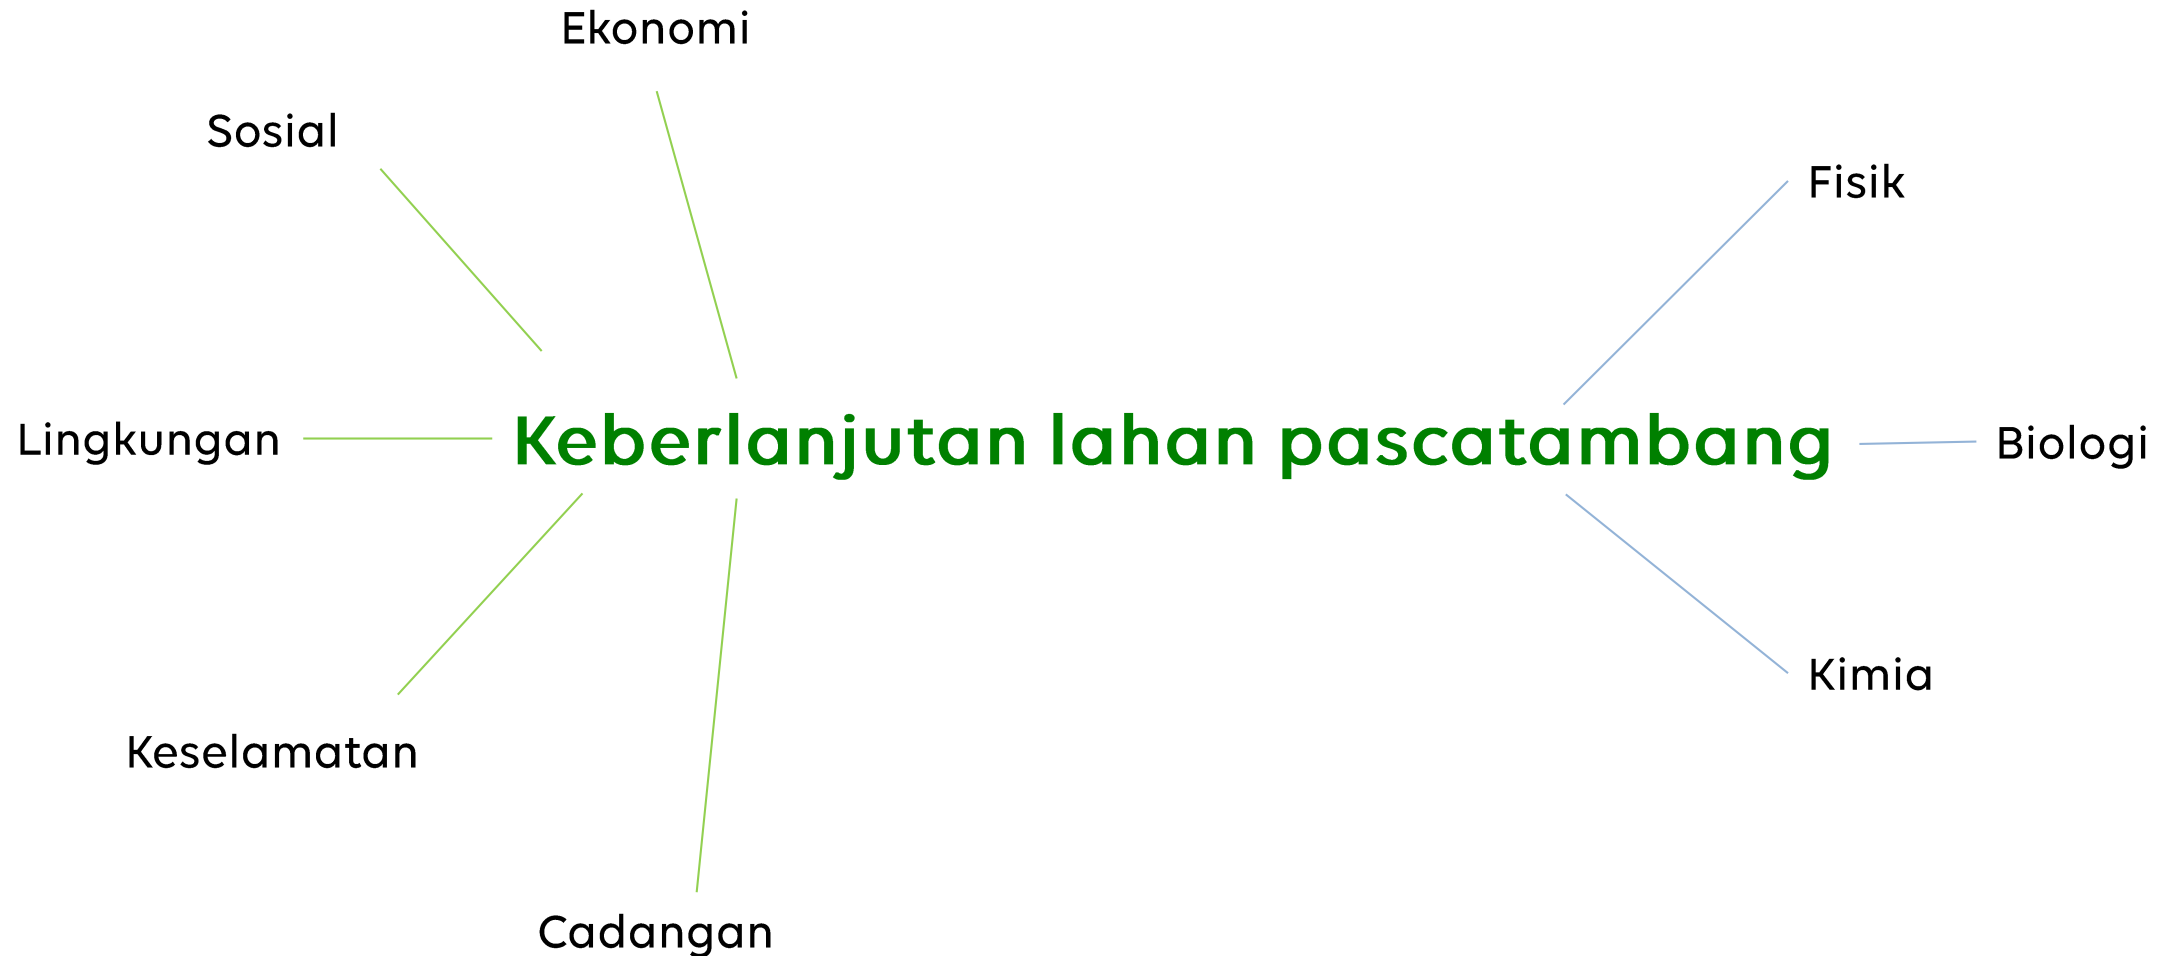 Ekonomi
Sosial
Fisik
Lingkungan
Keberlanjutan lahan pascatambang
Biologi
Kimia
Keselamatan
Cadangan